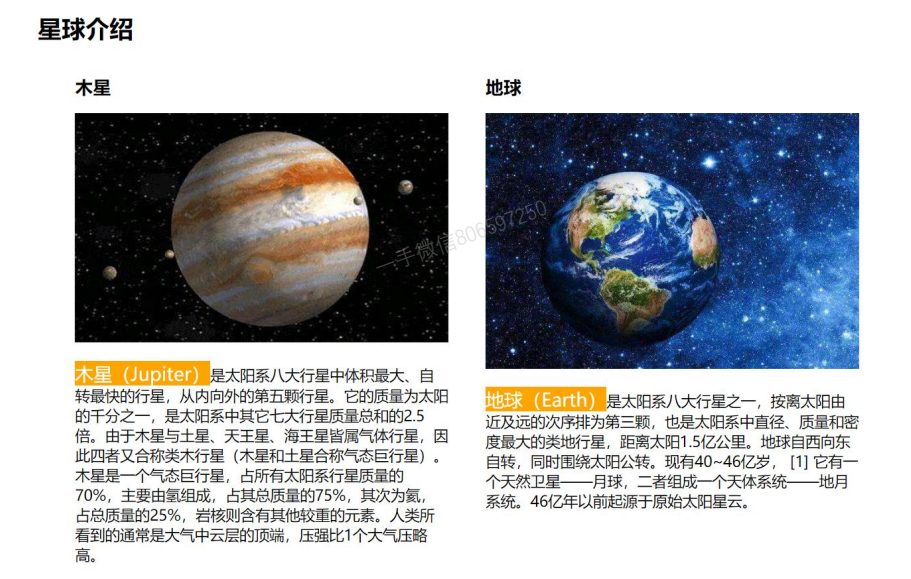 星球介绍
木星
一手微信806597250
木星（Jupiter）是太阳系八大行星中体积最大、自
转最快的行星，从内向外的第五颗行星。它的质量为太阳
的千分之一，是太阳系中其它七大行星质量总和的2.5
倍。由于木星与土星、天王星、海王星皆属气体行星，因
此四者又合称类木行星（木星和土星合称气态巨行星）。
木星是一个气态巨行星，占所有太阳系行星质量的
70%，主要由氢组成，占其总质量的75%，其次为氦，
占总质量的25%，岩核则含有其他较重的元素。人类所
看到的通常是大气中云层的顶端，压强比1个大气压略
高。
地球
地球（Earth）是太阳系八大行星之一，按离太阳由
近及远的次序排为第三颗，也是太阳系中直径、质量和密
度最大的类地行星，距离太阳1.5亿公里。地球自西向东
自转，同时围绕太阳公转。现有40~46亿岁， [1] 它有一
个天然卫星——月球，二者组成一个天体系统——地月
系统。46亿年以前起源于原始太阳星云。